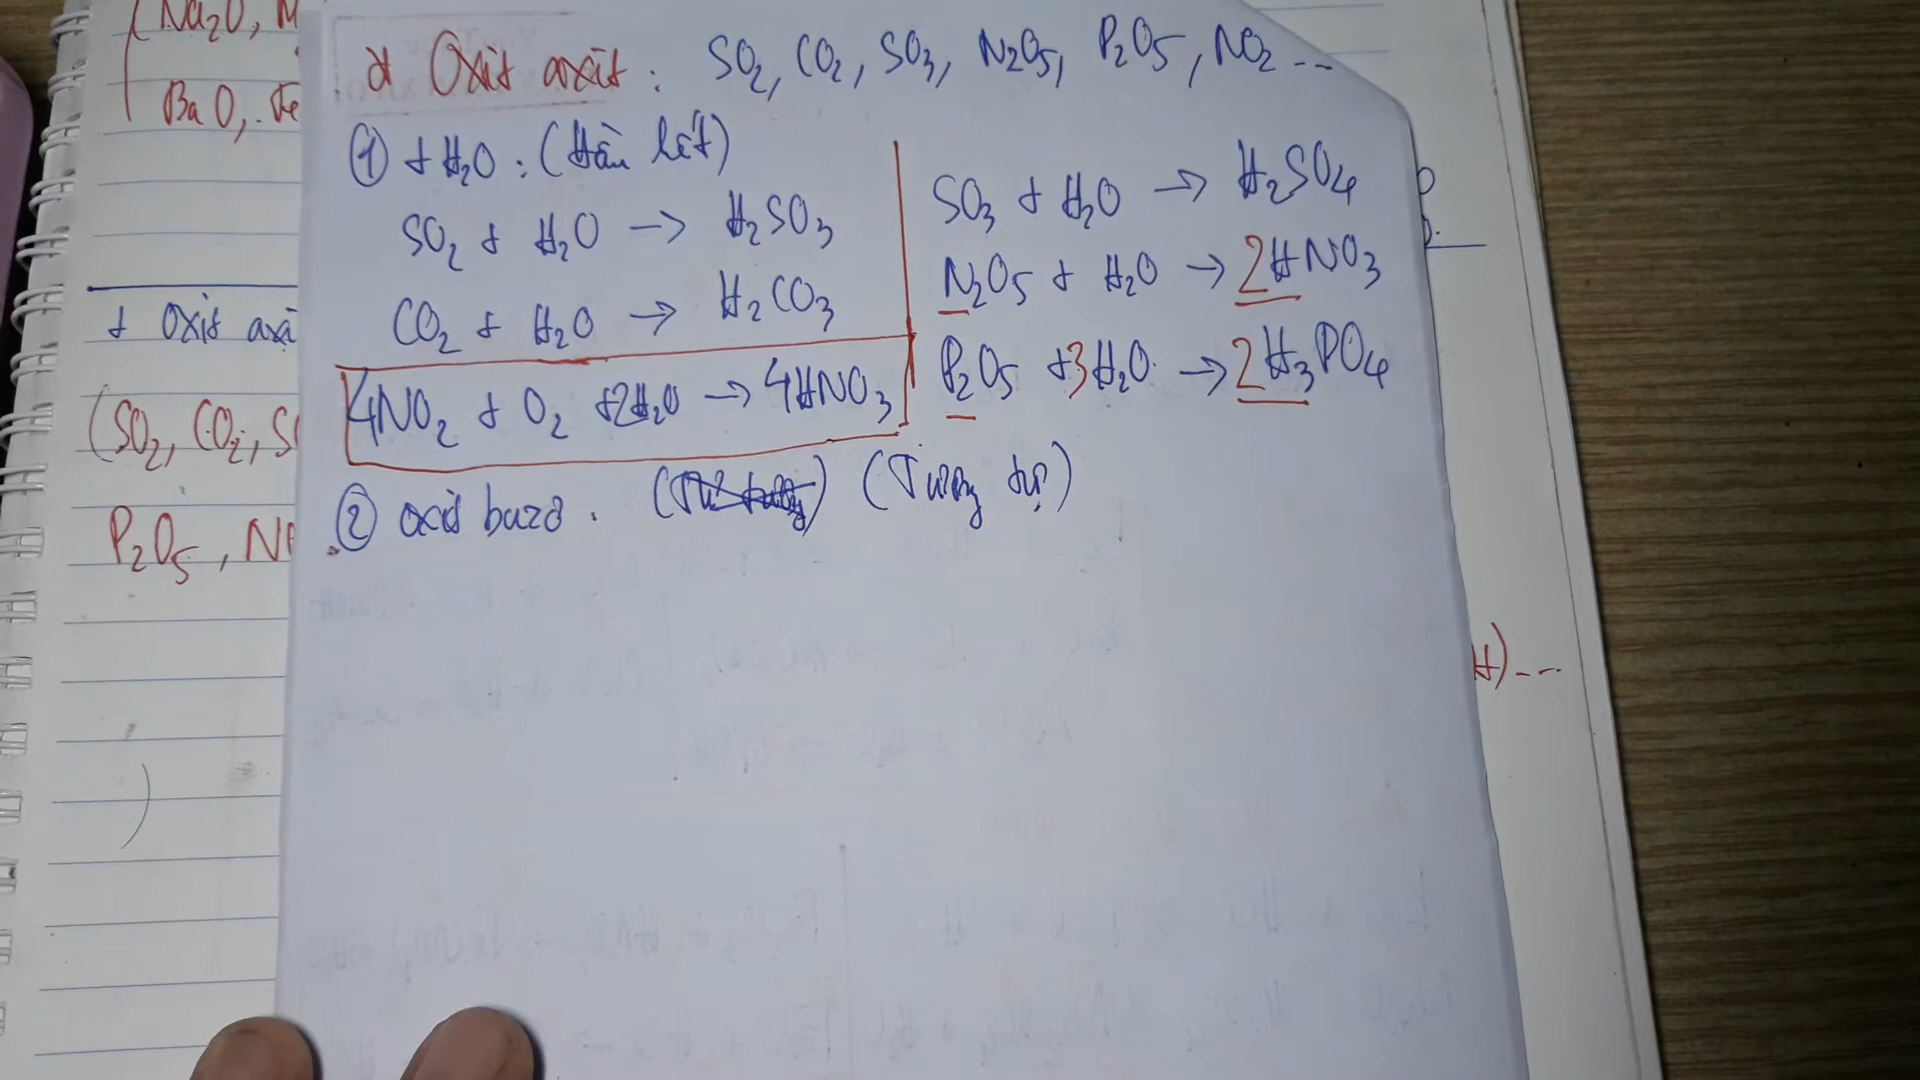 (Na2O, M
BaO, Fe
+ Oxit axi
(SO2, CO2, S
P2O5, N
* Oxit axit: SO2, CO2, SO3, N2O5, P2O5, NO2 ...
① + H2O: (Hầu hết)
SO2 + H2O → H2SO3
CO2 + H2O → H2CO3
4NO2 + O2 + 2H2O → 4HNO3
SO3 + H2O → H2SO4
N2O5 + H2O → 2HNO3
P2O5 + 3H2O → 2H3PO4
② oxit bazơ. (Tương tự)
H) ...